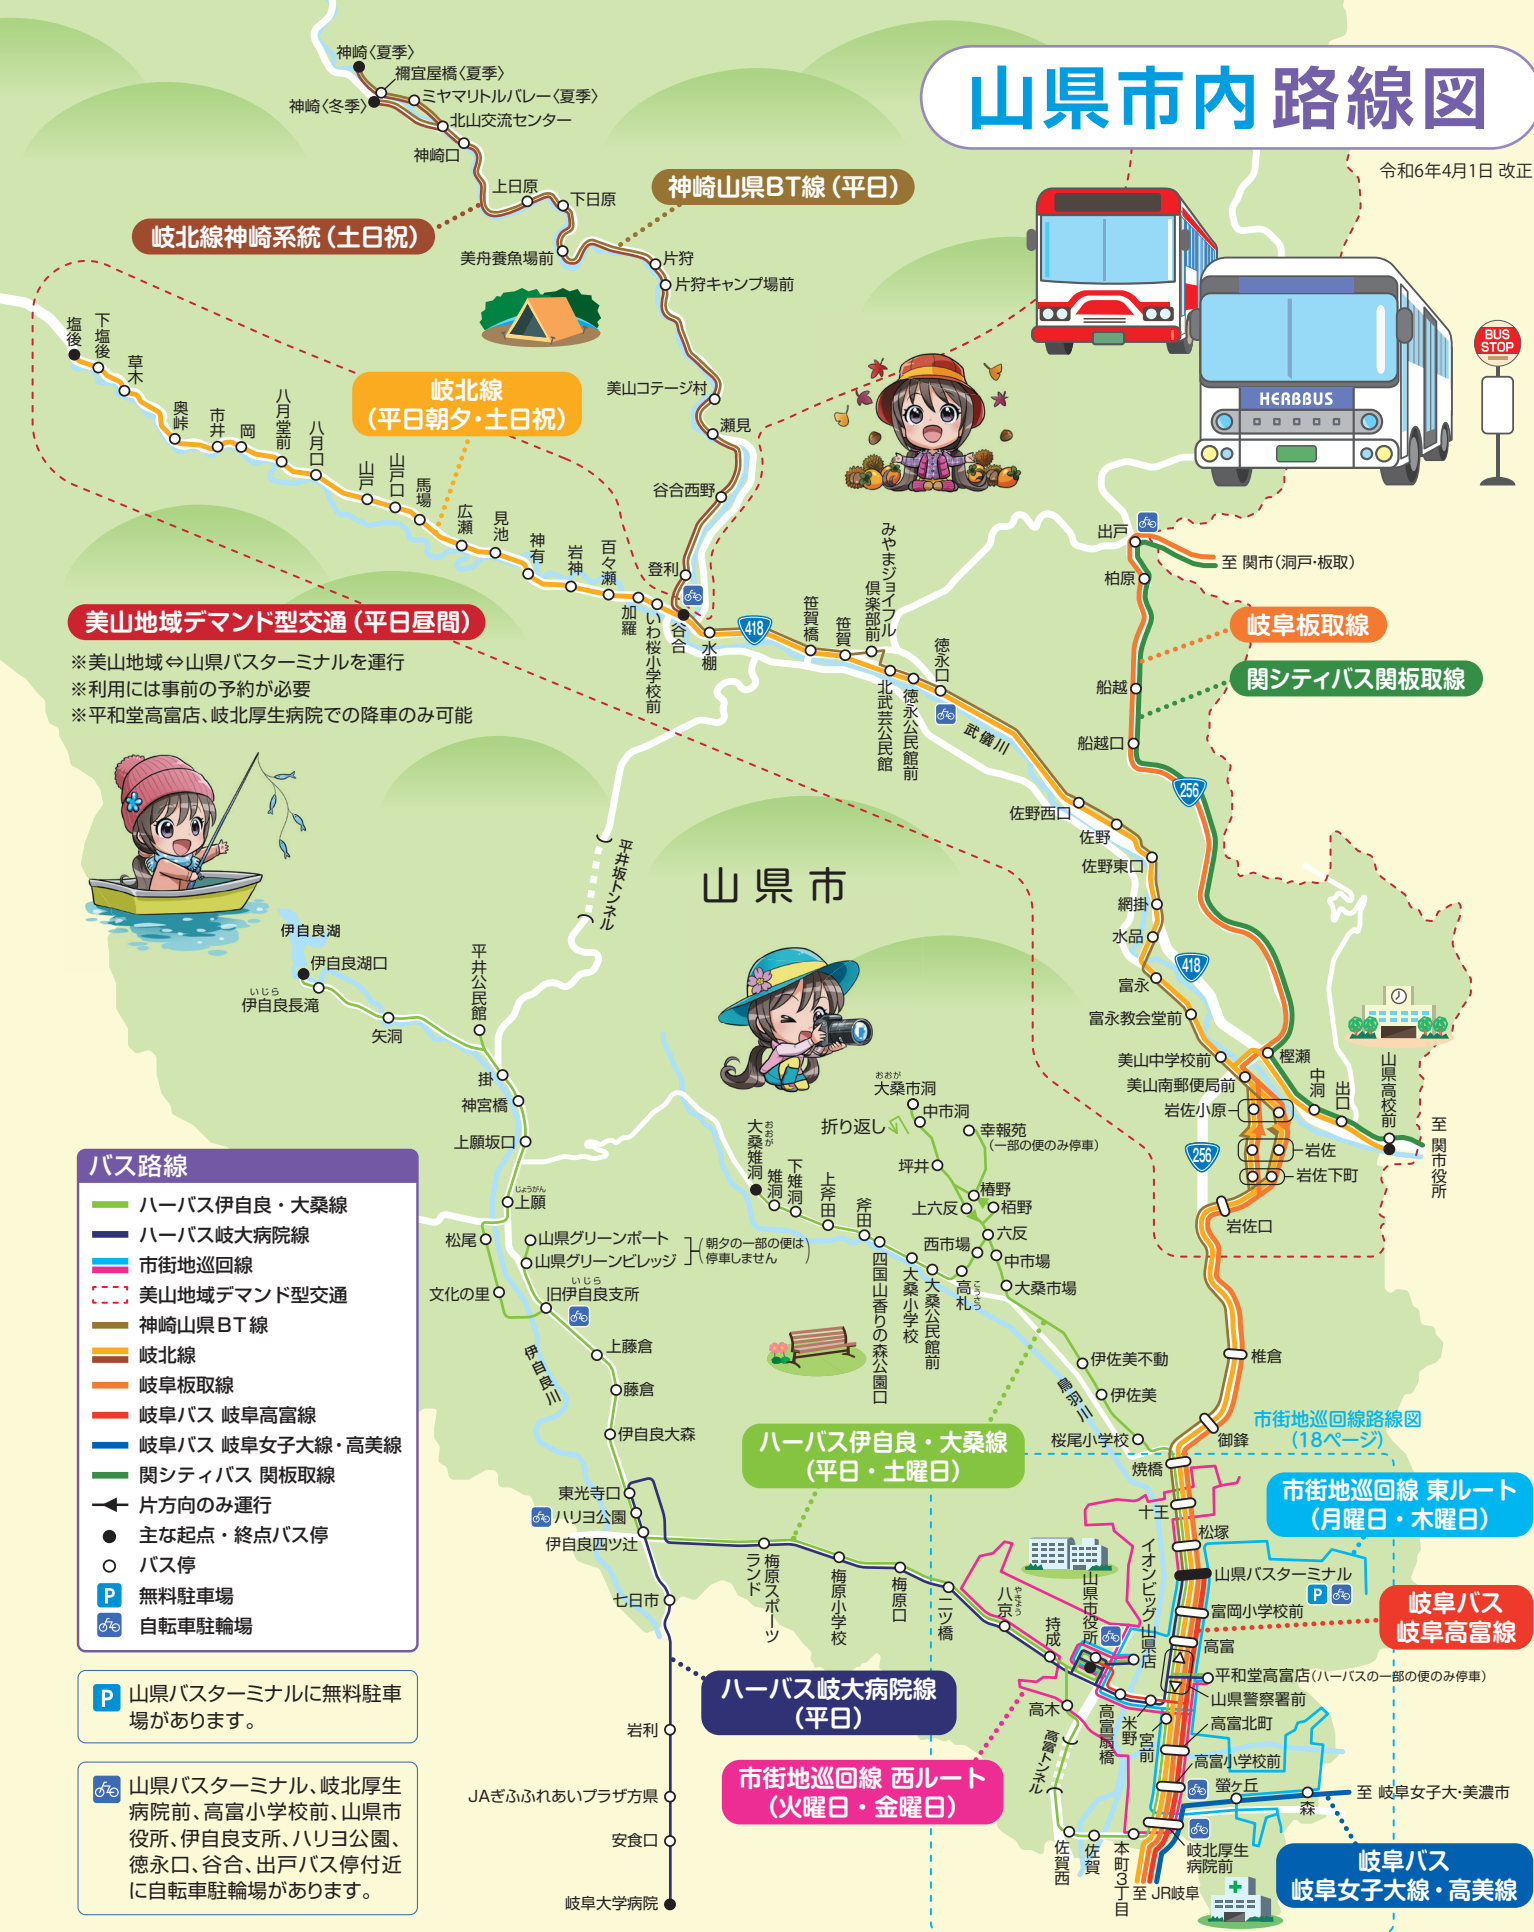 山県市内 路線図
令和6年4月1日 改正
神崎〈夏季〉
禰宜屋橋〈夏季〉
神崎〈冬季〉
ミヤマリトルバレー〈夏季〉
北山交流センター
神崎口
上日原
下日原
神崎山県BT線（平日）
岐北線神崎系統（土日祝）
美舟養魚場前
片狩
片狩キャンプ場前
BUS
STOP
HERBBUS
塩後
下塩後
草木
奥峠
市井
岡
八月堂前
八月口
山戸
山戸口
馬場
広瀬
見池
神有
岩神
百々瀬
加羅
いわ桜小学校前
谷合
水棚
岐北線
（平日朝夕・土日祝）
美山コテージ村
瀬見
谷合西野
登利
418
笹賀橋
笹賀
倶楽部前
みやまジョイフル
北武芸公民館
徳永公民館前
徳永口
武儀川
出戸
至 関市（洞戸・板取）
柏原
岐阜板取線
関シティバス関板取線
船越
船越口
256
美山地域デマンド型交通（平日昼間）
※美山地域⇔山県バスターミナルを運行
※利用には事前の予約が必要
※平和堂高富店、岐北厚生病院での降車のみ可能
佐野西口
佐野
佐野東口
網掛
水品
418
富永
富永教会堂前
美山中学校前
美山南郵便局前
樫瀬
中洞
出口
山県高校前
至 関市役所
岩佐小原
岩佐
岩佐下町
256
岩佐口
平井坂トンネル
山県市
伊自良湖
伊自良湖口
いじら
伊自良長滝
矢洞
平井公民館
掛
神宮橋
上願坂口
じょうがん
上願
松尾
山県グリーンポート
山県グリーンビレッジ
（朝夕の一部の便は
停車しません）
文化の里
いじら
旧伊自良支所
伊自良川
上藤倉
藤倉
伊自良大森
東光寺口
ハリヨ公園
伊自良四ツ辻
おおが
大桑市洞
中市洞
折り返し
幸報苑
（一部の便のみ停車）
坪井
椿野
上六反
栢野
六反
西市場
中市場
大桑市場
おおが
大桑雉洞
雉洞
下雉洞
上斧田
斧田
四国山香りの森公園口
大桑小学校
大桑公民館前
こうさつ
高札
伊佐美不動
伊佐美
鳥羽川
桜尾小学校
椎倉
御鋒
焼橋
十王
松塚
市街地巡回線路線図
（18ページ）
バス路線
ハーバス伊自良・大桑線
ハーバス岐大病院線
市街地巡回線
美山地域デマンド型交通
神崎山県BT線
岐北線
岐阜板取線
岐阜バス 岐阜高富線
岐阜バス 岐阜女子大線・高美線
関シティバス 関板取線
片方向のみ運行
主な起点・終点バス停
バス停
P 無料駐車場
自転車駐輪場
ハーバス伊自良・大桑線
（平日・土曜日）
市街地巡回線 東ルート
（月曜日・木曜日）
梅原スポーツ
ランド
梅原小学校
梅原口
二ツ橋
やきょう
八京
持成
山県市役所
イオンビッグ
山県店
山県バスターミナル
P
富岡小学校前
高富
岐阜バス
岐阜高富線
平和堂高富店（ハーバスの一部の便のみ停車）
山県警察署前
高富北町
高富小学校前
高木
高富トンネル
高富扇橋
米野
宮前
螢ヶ丘
森
至 岐阜女子大・美濃市
七日市
ハーバス岐大病院線
（平日）
岩利
市街地巡回線 西ルート
（火曜日・金曜日）
JAぎふふれあいプラザ方県
安食口
岐阜大学病院
佐賀西
佐賀
本町3丁目
至 JR岐阜
岐北厚生
病院前
岐阜バス
岐阜女子大線・高美線
P 山県バスターミナルに無料駐車
場があります。
山県バスターミナル、岐北厚生
病院前、高富小学校前、山県市
役所、伊自良支所、ハリヨ公園、
徳永口、谷合、出戸バス停付近
に自転車駐輪場があります。